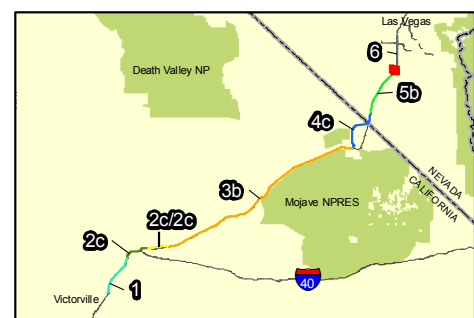 Las Vegas
6
Death Valley NP
5b
4c
NEVADA
CALIFORNIA
3b
Mojave NPRES
2c/2c
2c
40
1
Victorville